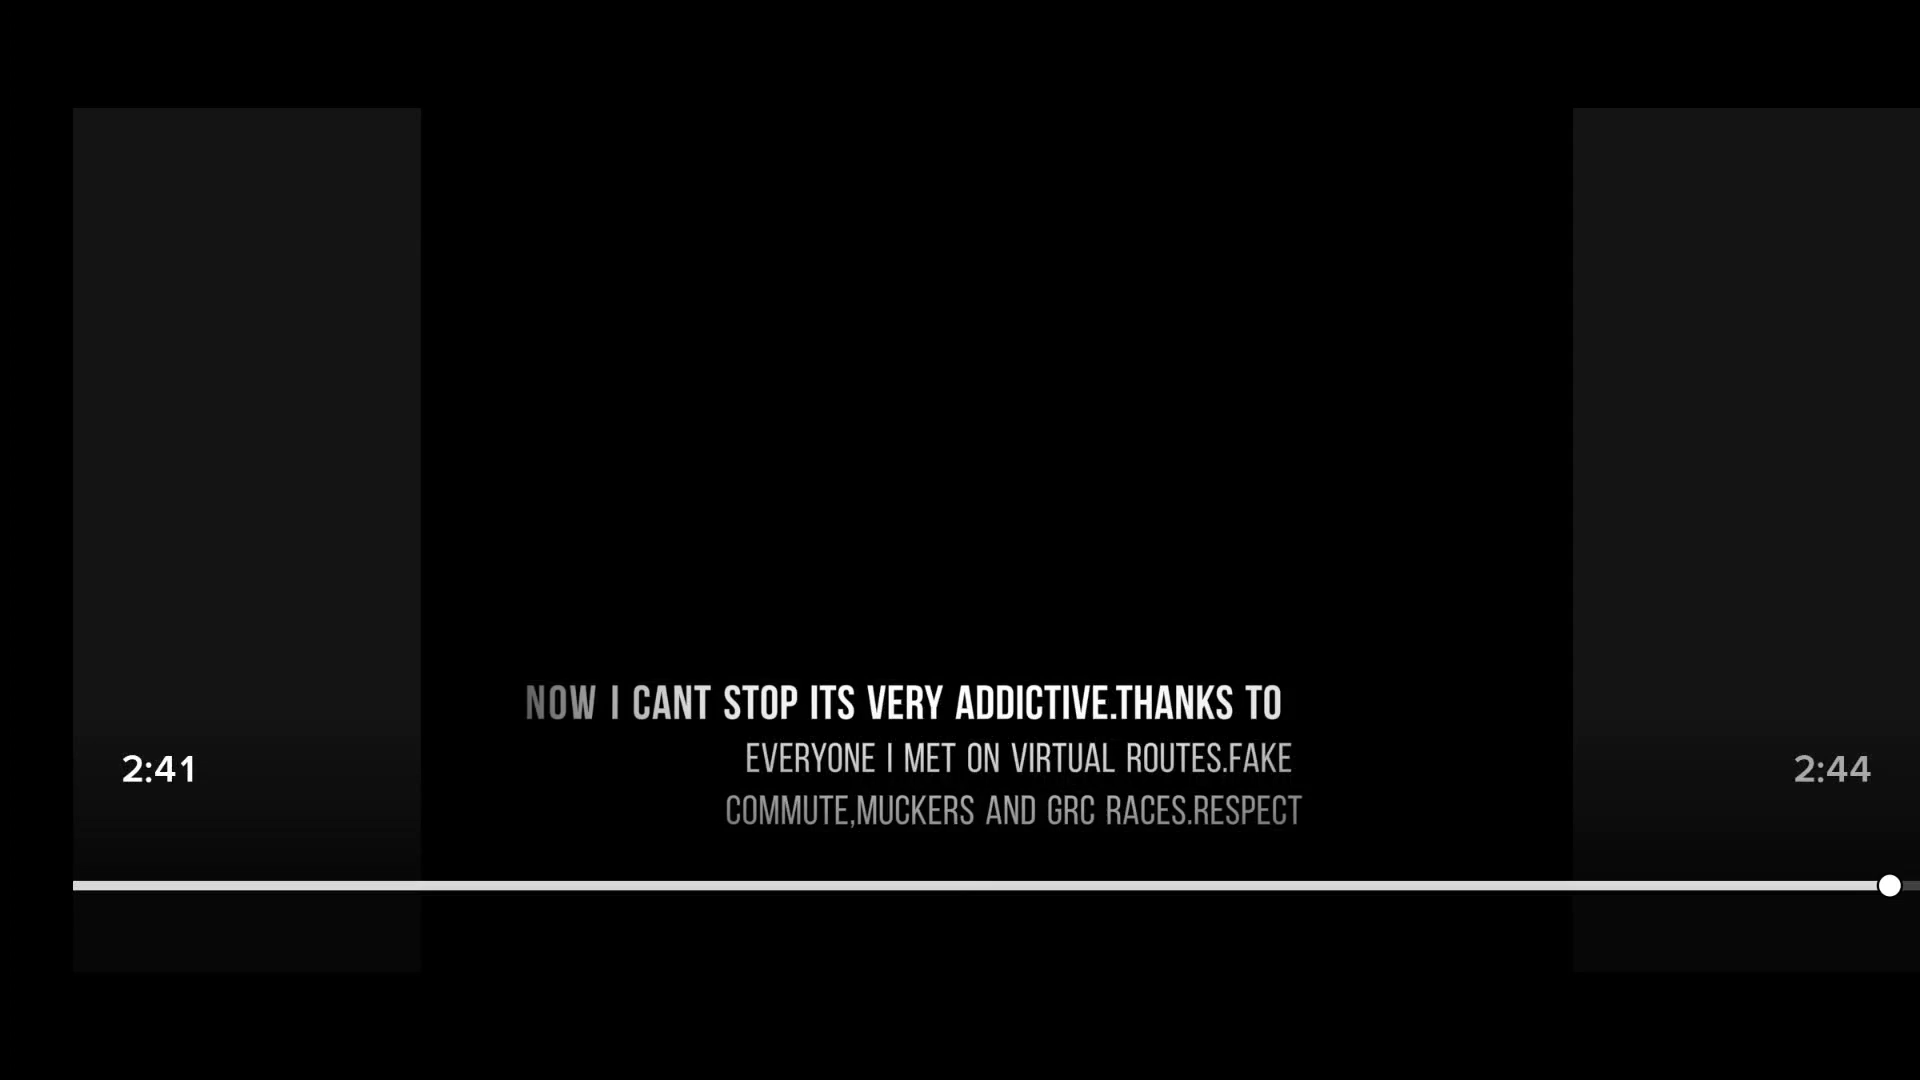 NOW I CANT STOP ITS VERY ADDICTIVE.THANKS TO
EVERYONE I MET ON VIRTUAL ROUTES.FAKE
COMMUTE,MUCKERS AND GRC RACES.RESPECT
2:41
2:44